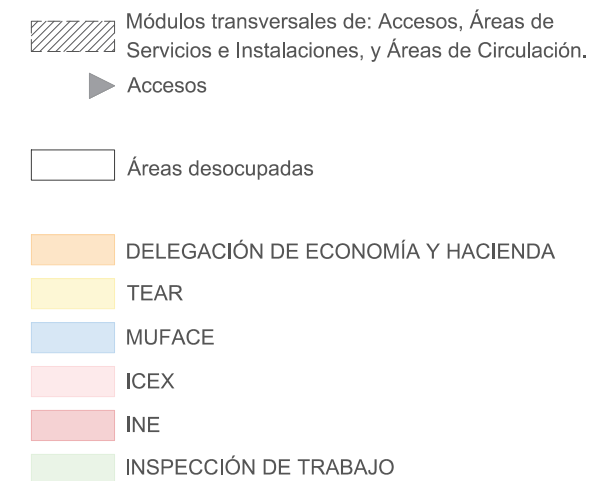 Módulos transversales de: Accesos, Áreas de
Servicios e Instalaciones, y Áreas de Circulación.
Accesos
Áreas desocupadas
DELEGACIÓN DE ECONOMÍA Y HACIENDA
TEAR
MUFACE
ICEX
INE
INSPECCIÓN DE TRABAJO